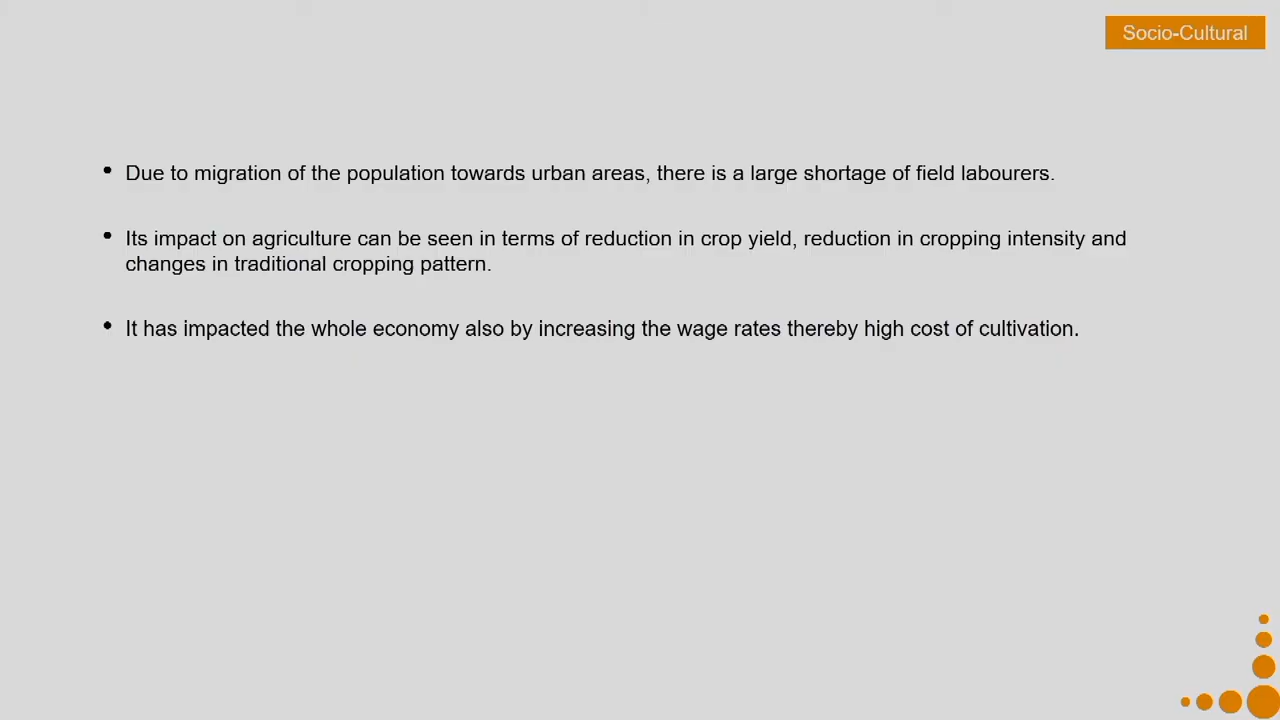 Socio-Cultural
• Due to migration of the population towards urban areas, there is a large shortage of field labourers.
• Its impact on agriculture can be seen in terms of reduction in crop yield, reduction in cropping intensity and
changes in traditional cropping pattern.
• It has impacted the whole economy also by increasing the wage rates thereby high cost of cultivation.